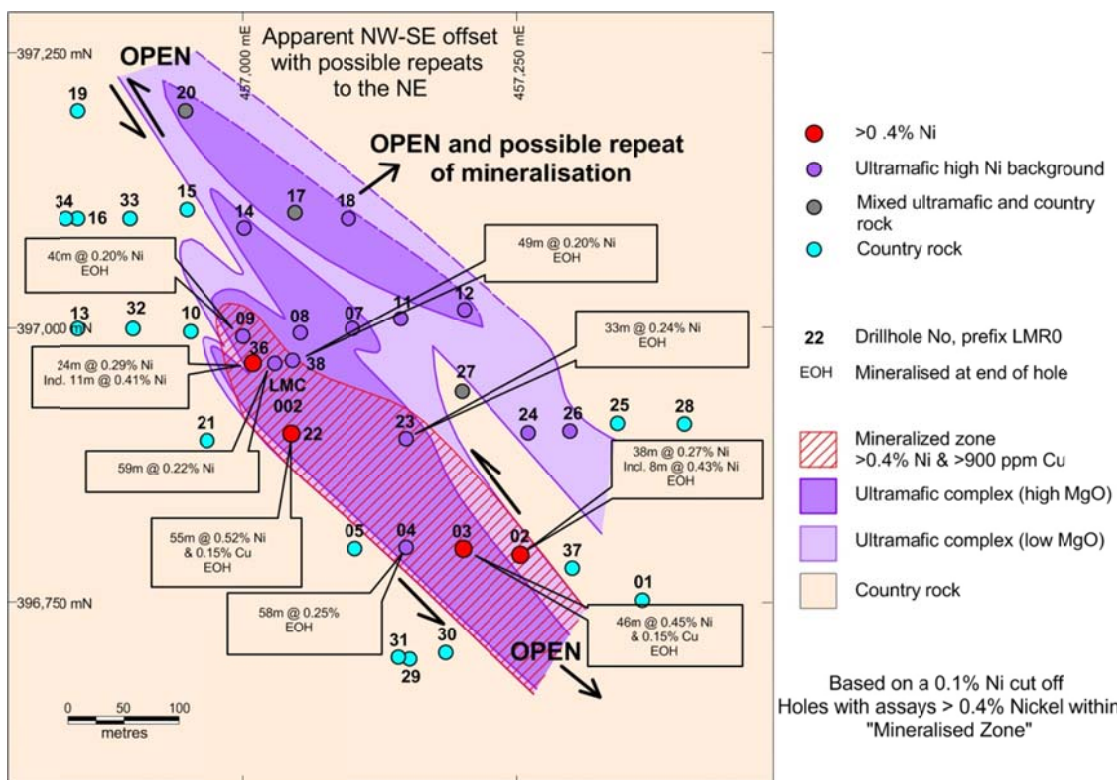 397,250 mN
OPEN
457,000 mE
Apparent NW-SE offset
with possible repeats
to the NE
457,250 mE
19
20
OPEN and possible repeat
of mineralisation
34
16
33
15
14
17
18
40m @ 0.20% Ni
EOH
49m @ 0.20% Ni
EOH
397,000 mN
13
32
10
09
08
07
11
12
33m @ 0.24% Ni
EOH
24m @ 0.29% Ni
Incl. 11m @ 0.41% Ni
36
38
LMC
002
27
21
22
23
24
26
25
28
59m @ 0.22% Ni
38m @ 0.27% Ni
Incl. 8m @ 0.43% Ni
EOH
55m @ 0.52% Ni
& 0.15% Cu
EOH
05
04
03
02
37
01
396,750 mN
58m @ 0.25%
EOH
46m @ 0.45% Ni
& 0.15% Cu
EOH
31
29
30
OPEN
0 50 100
metres
>0 .4% Ni
Ultramafic high Ni background
Mixed ultramafic and country
rock
Country rock
22 Drillhole No, prefix LMR0
EOH Mineralised at end of hole
Mineralized zone
>0.4% Ni & >900 ppm Cu
Ultramafic complex (high MgO)
Ultramafic complex (low MgO)
Country rock
Based on a 0.1% Ni cut off
Holes with assays > 0.4% Nickel within
"Mineralised Zone"